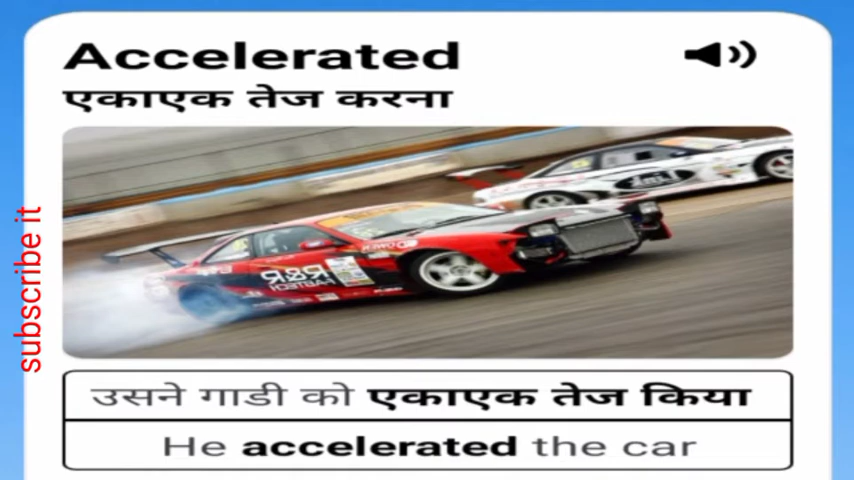 Accelerated
एकाएक तेज करना
subscribe it
उसने गाडी को एकाएक तेज किया
He accelerated the car